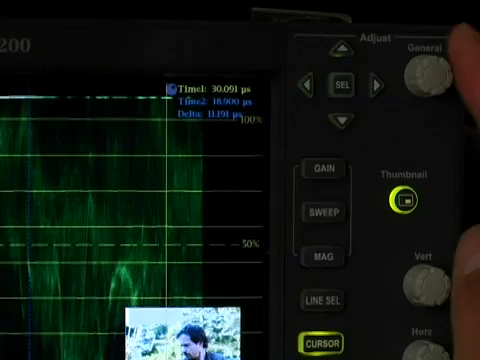 200
Time1: 30.091 µs
Time2: 18.900 µs
Delta: 11.191 µs
100%
50%
Adjust
General
SEL
GAIN
Thumbnail
SWEEP
MAG
Vert
LINE SEL
CURSOR
Horz